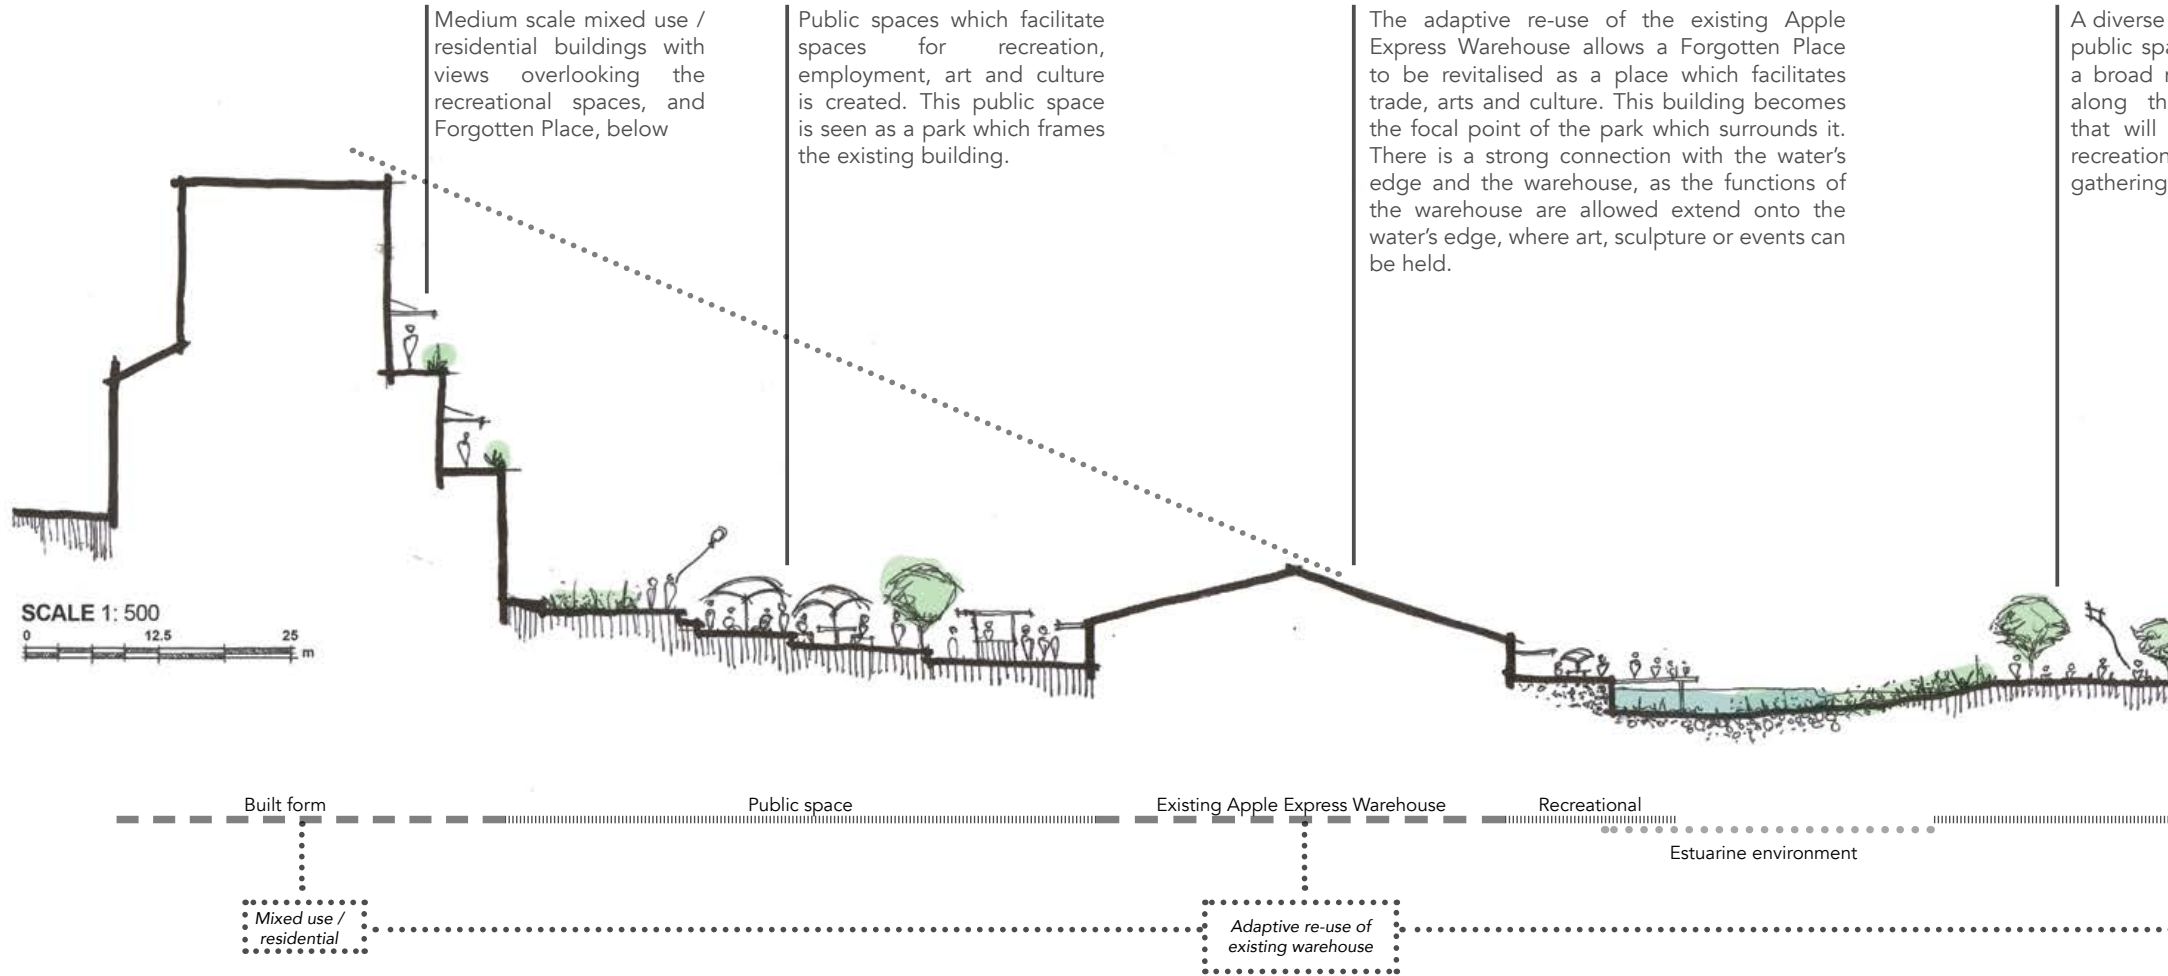 Medium scale mixed use /
residential buildings with
views overlooking the
recreational spaces, and
Forgotten Place, below
Public spaces which facilitate
spaces for recreation,
employment, art and culture
is created. This public space
is seen as a park which frames
the existing building.
The adaptive re-use of the existing Apple
Express Warehouse allows a Forgotten Place
to be revitalised as a place which facilitates
trade, arts and culture. This building becomes
the focal point of the park which surrounds it.
There is a strong connection with the water's
edge and the warehouse, as the functions of
the warehouse are allowed extend onto the
water's edge, where art, sculpture or events can
be held.
A diverse
public
a broad
along
that will
recreation
gathering
SCALE 1: 500
0 12.5 25
m
Built form
Public space
Existing Apple Express Warehouse
Recreational
Estuarine environment
Mixed use /
residential
Adaptive re-use of
existing warehouse